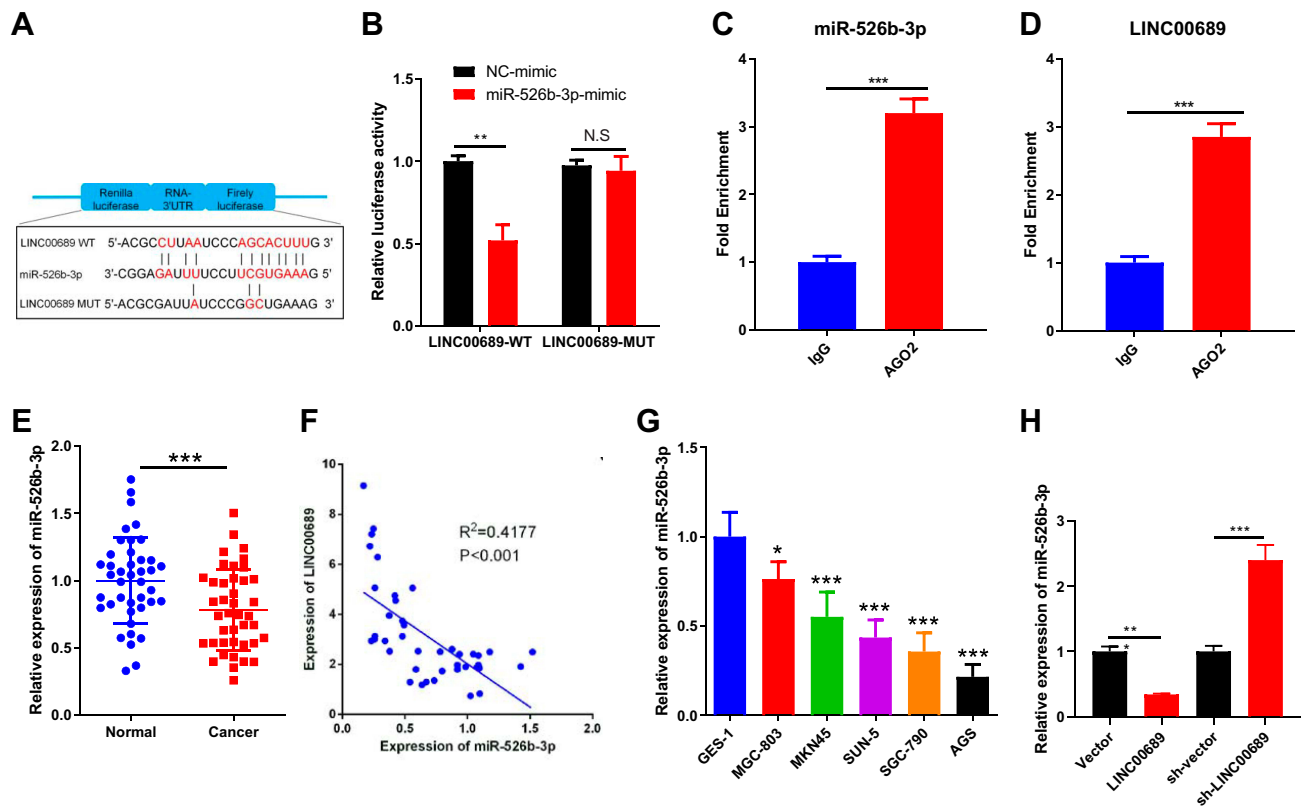 A
Renilla luciferase
RNA-3'UTR
Firely luciferase
LINC00689 WT 5'-ACGCCUUAAUCCCAGCACUUUG 3'
miR-526b-3p 3'-CGGAGAUUUUCCUUCGUGAAAG 5'
LINC00689 MUT 5'-ACGCGAUUAUCCCGGCUGAAAG 3'
B
NC-mimic
miR-526b-3p-mimic
Relative luciferase activity
1.5
1.0
0.5
0.0
**
N.S
LINC00689-WT
LINC00689-MUT
C
miR-526b-3p
Fold Enrichment
4
3
2
1
0
***
IgG
AGO2
D
LINC00689
Fold Enrichment
4
3
2
1
0
***
IgG
AGO2
E
Relative expression of miR-526b-3p
2.0
1.5
1.0
0.5
0.0
***
Normal
Cancer
F
Expression of LINC00689
10
8
6
4
2
0
R²=0.4177
P<0.001
0.0
0.5
1.0
1.5
2.0
Expression of miR-526b-3p
G
Relative expression of miR-526b-3p
1.5
1.0
0.5
0.0
*
***
***
***
***
GES-1
MGC-803
MKN45
SUN-5
SGC-790
AGS
H
Relative expression of miR-526b-3p
3
2
1
0
**
*
***
Vector
LINC00689
sh-vector
sh-LINC00689